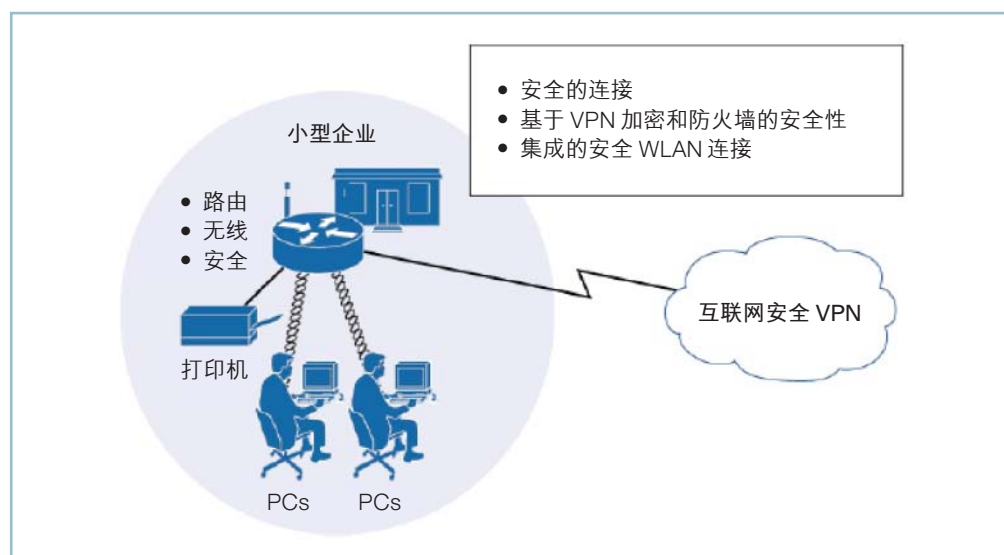 • 安全的连接
• 基于 VPN 加密和防火墙的安全性
• 集成的安全 WLAN 连接
小型企业
• 路由
• 无线
• 安全
互联网安全 VPN
打印机
PCs
PCs